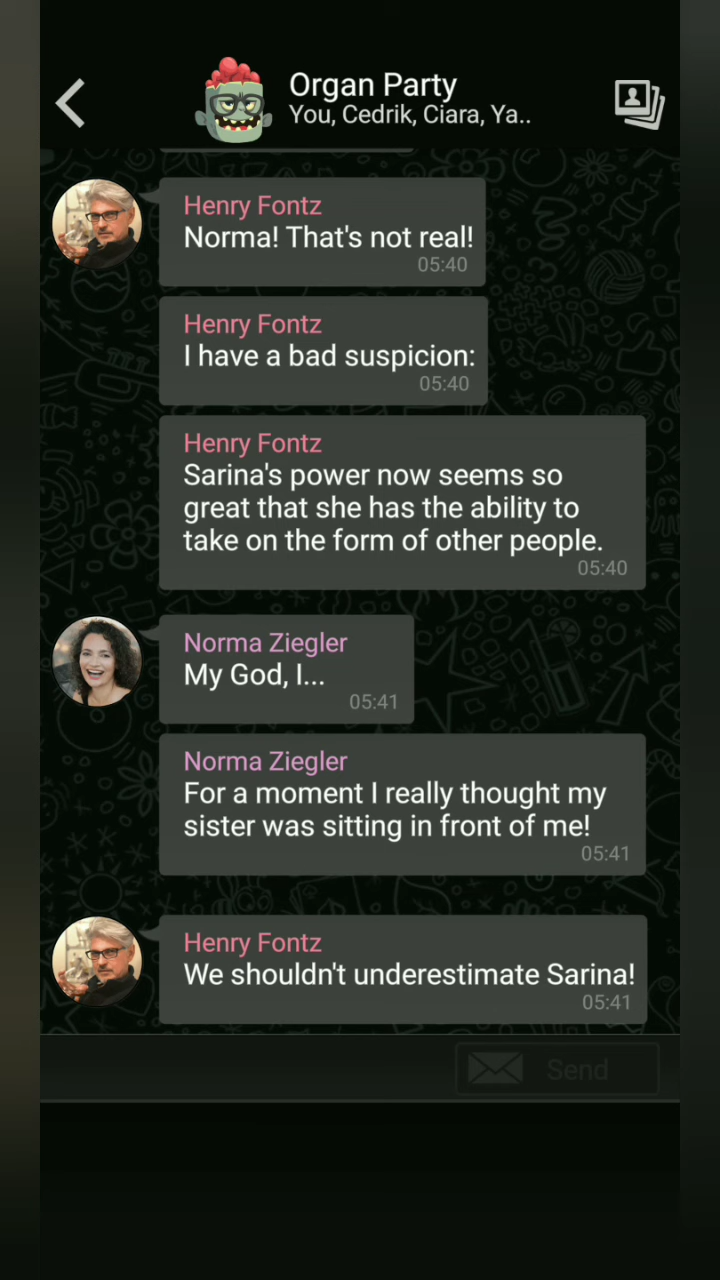 Organ Party
You, Cedrik, Ciara, Ya..
Henry Fontz
Norma! That's not real!
05:40
Henry Fontz
I have a bad suspicion:
05:40
Henry Fontz
Sarina's power now seems so
great that she has the ability to
take on the form of other people.
05:40
Norma Ziegler
My God, I...
05:41
Norma Ziegler
For a moment I really thought my
sister was sitting in front of me!
05:41
Henry Fontz
We shouldn't underestimate Sarina!
05:41
Send